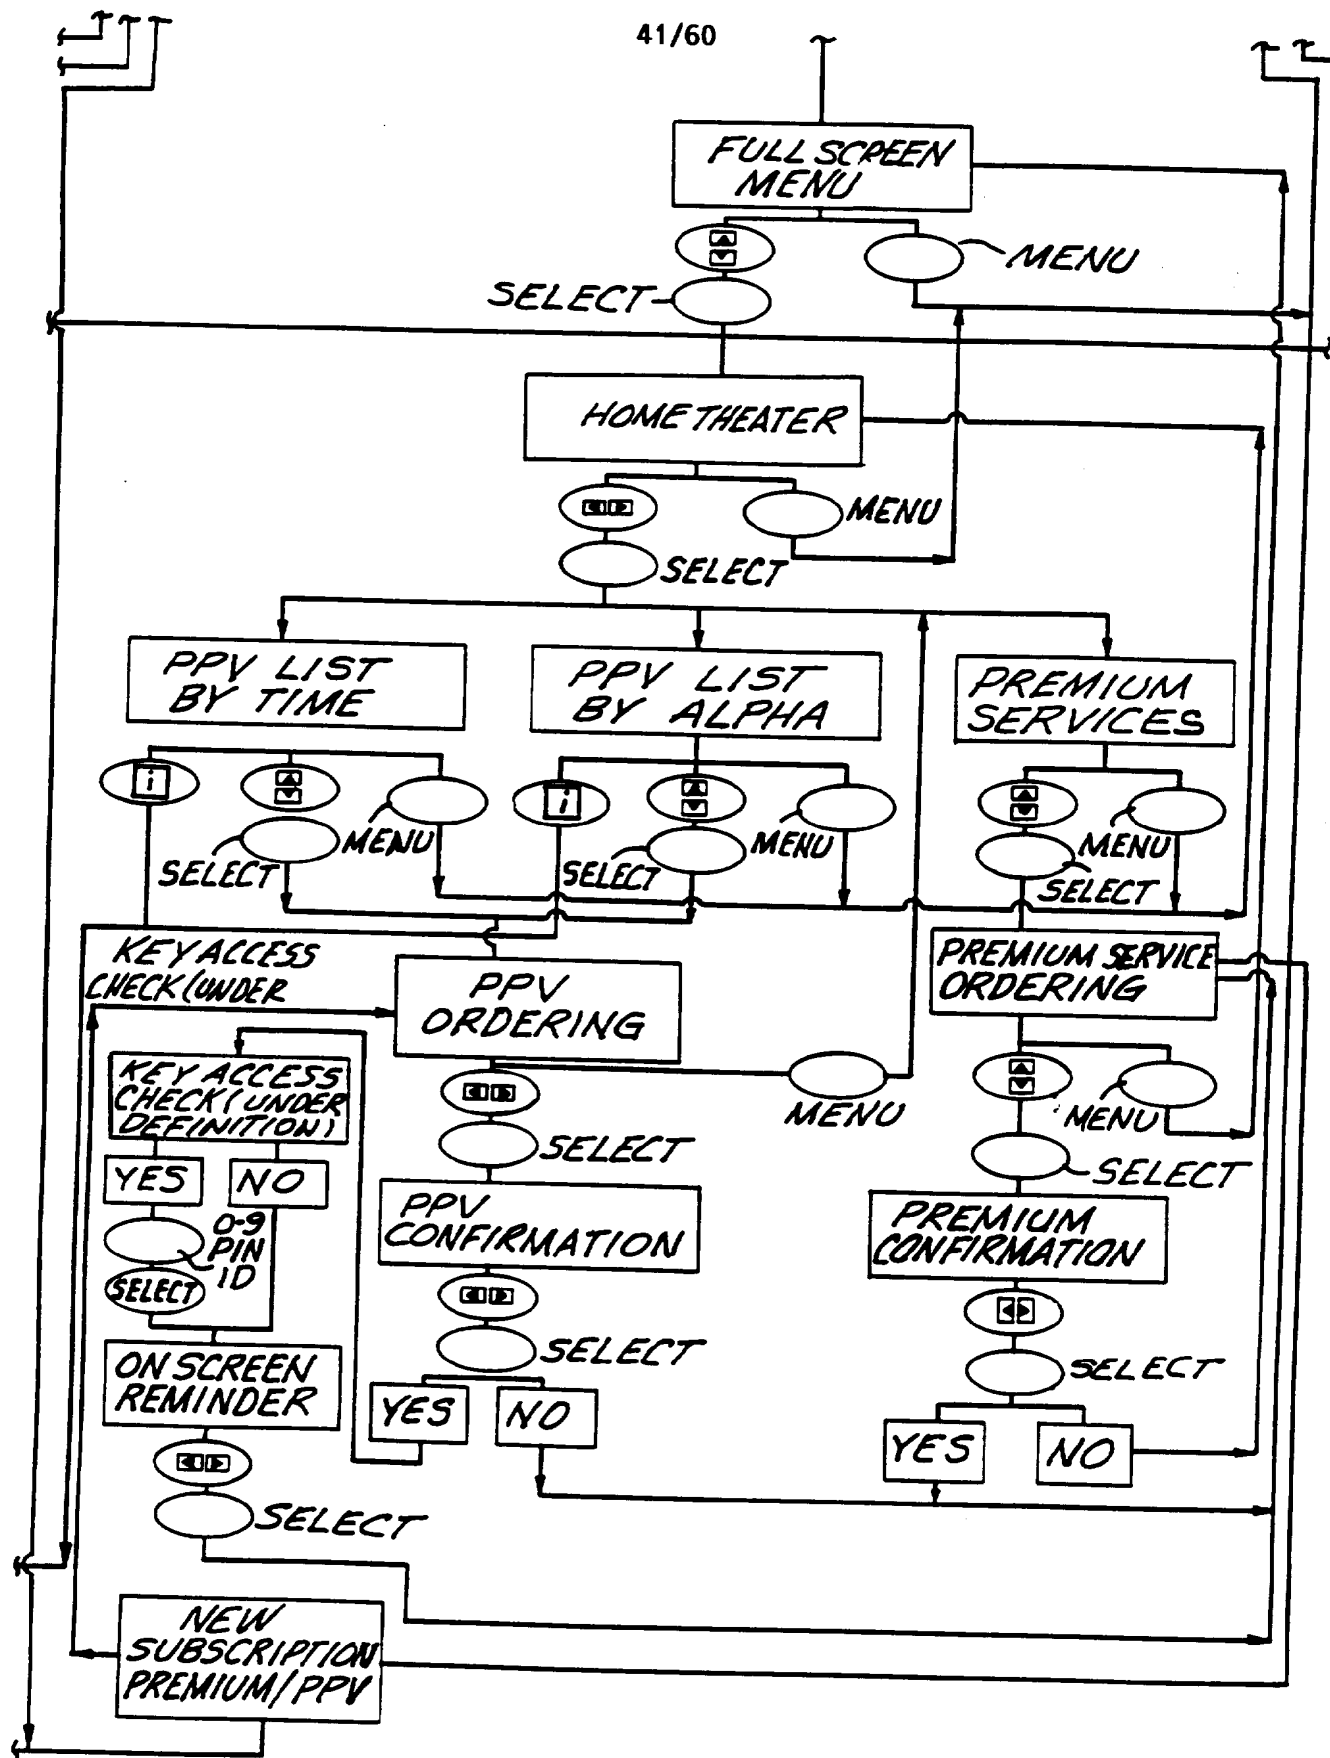 41/60
FULL SCREEN
MENU
MENU
SELECT
HOME THEATER
MENU
SELECT
PPV LIST
BY TIME
PPV LIST
BY ALPHA
PREMIUM
SERVICES
i
i
MENU
SELECT
MENU
SELECT
MENU
SELECT
KEY ACCESS
CHECK (UNDER
PPV
ORDERING
PREMIUM SERVICE
ORDERING
KEY ACCESS
CHECK (UNDER
DEFINITION)
MENU
MENU
SELECT
SELECT
YES
NO
PPV
CONFIRMATION
PREMIUM
CONFIRMATION
0-9
PIN
ID
SELECT
SELECT
SELECT
ON SCREEN
REMINDER
YES
NO
YES
NO
SELECT
NEW
SUBSCRIPTION
PREMIUM/PPV